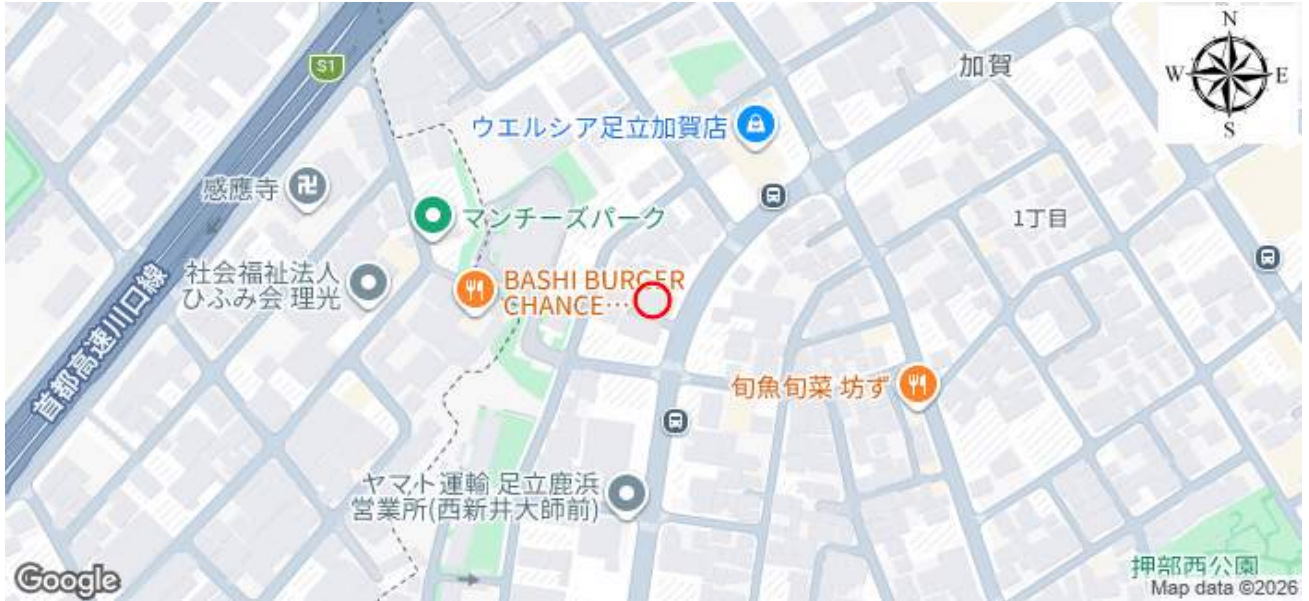 N
W
E
S
S1
加賀
ウエルシア足立加賀店
感應寺
マンチーズパーク
1丁目
社会福祉法人
ひふみ会 理光
BASHI BURGER
CHANCE…
首都高速川口線
旬魚旬菜 坊ず
ヤマト運輸 足立鹿浜
営業所(西新井大師前)
押部西公園
Google
Map data ©2026